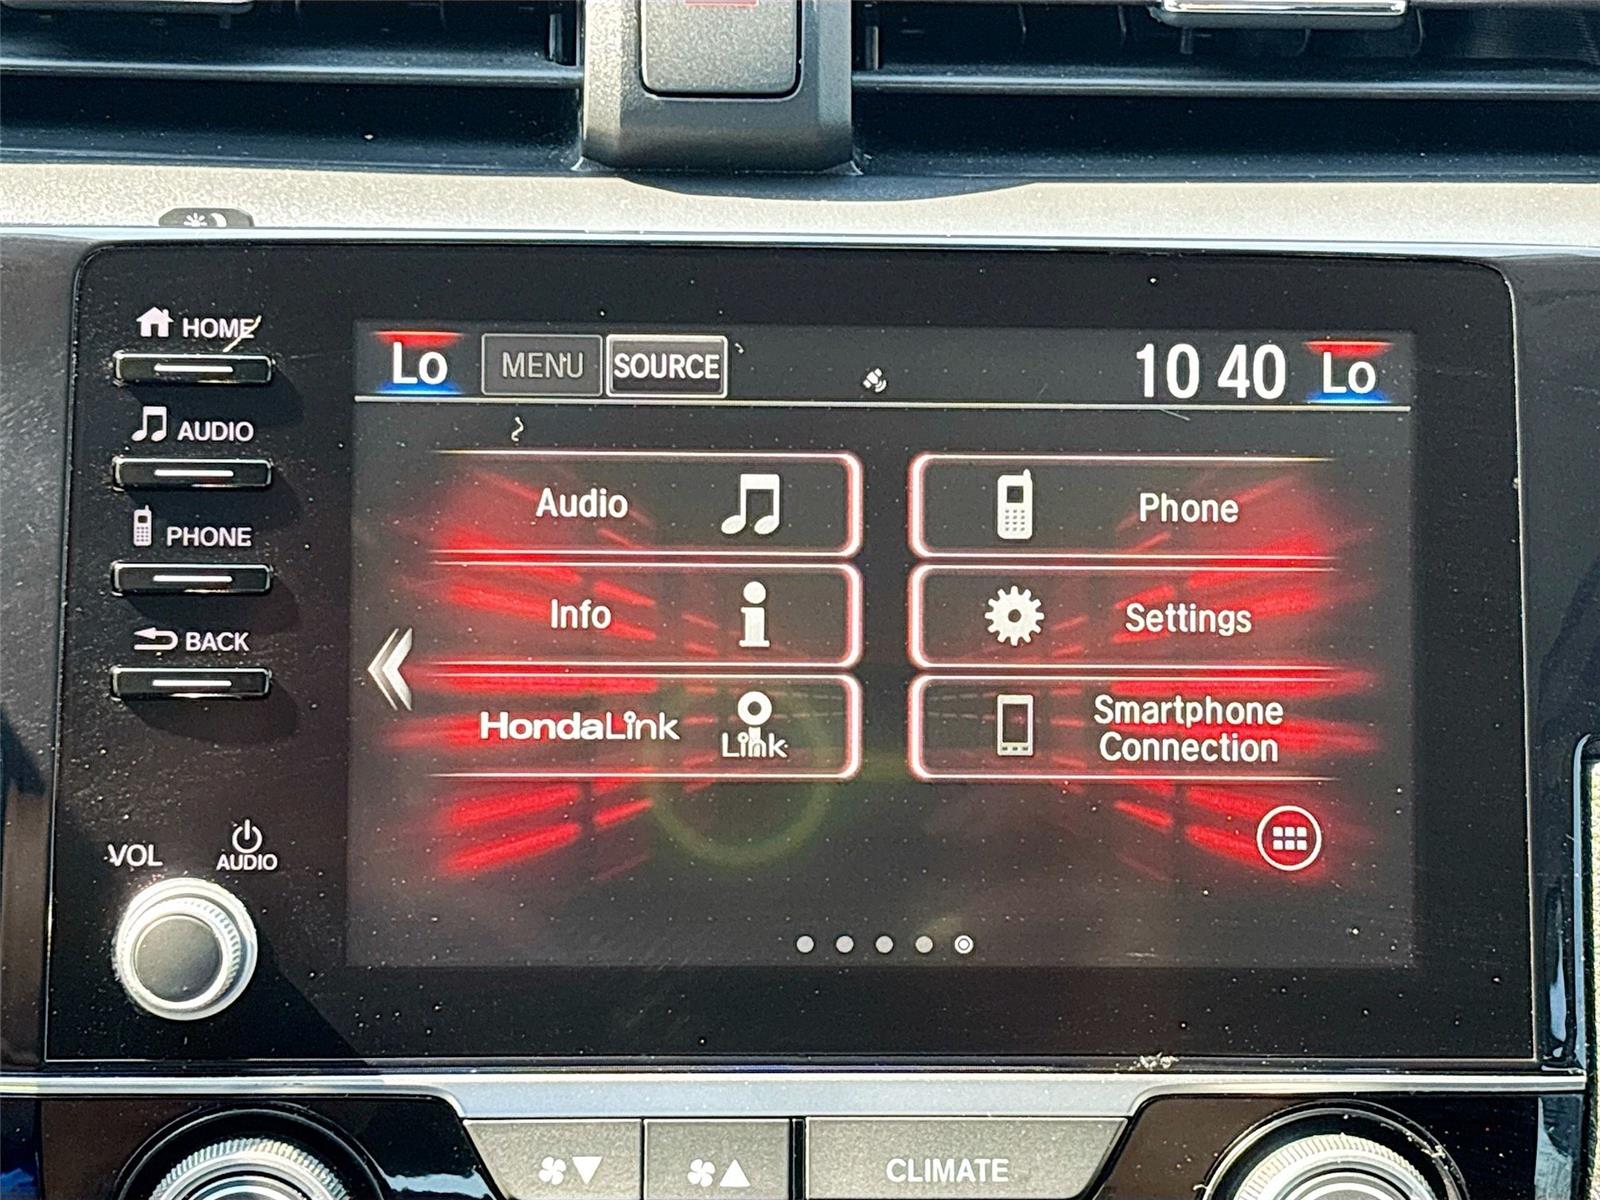 HOME
AUDIO
PHONE
BACK
VOL
AUDIO
Lo MENU SOURCE 10 40 Lo
Audio
Phone
Info
Settings
HondaLink
Link
Smartphone
Connection
CLIMATE